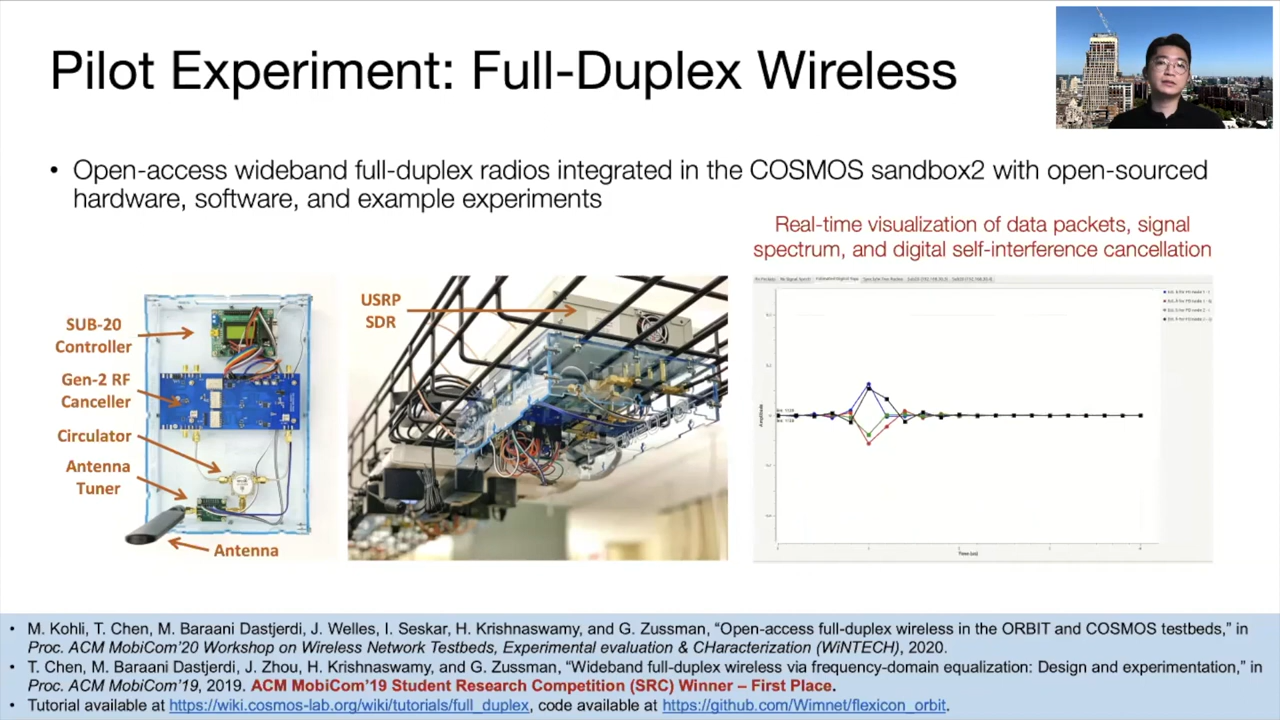 Pilot Experiment: Full-Duplex Wireless
• Open-access wideband full-duplex radios integrated in the COSMOS sandbox2 with open-sourced
hardware, software, and example experiments
Real-time visualization of data packets, signal
spectrum, and digital self-interference cancellation
SUB-20
Controller
Gen-2 RF
Canceller
Circulator
Antenna
Tuner
Antenna
USRP
SDR
Amplitude
Time (us)
• M. Kohli, T. Chen, M. Baraani Dastjerdi, J. Welles, I. Seskar, H. Krishnaswamy, and G. Zussman, “Open-access full-duplex wireless in the ORBIT and COSMOS testbeds,” in
Proc. ACM MobiCom’20 Workshop on Wireless Network Testbeds, Experimental evaluation & CHaracterization (WiNTECH), 2020.
• T. Chen, M. Baraani Dastjerdi, J. Zhou, H. Krishnaswamy, and G. Zussman, “Wideband full-duplex wireless via frequency-domain equalization: Design and experimentation,” in
Proc. ACM MobiCom’19, 2019. ACM MobiCom’19 Student Research Competition (SRC) Winner – First Place.
• Tutorial available at https://wiki.cosmos-lab.org/wiki/tutorials/full_duplex, code available at https://github.com/Wimnet/flexicon_orbit.